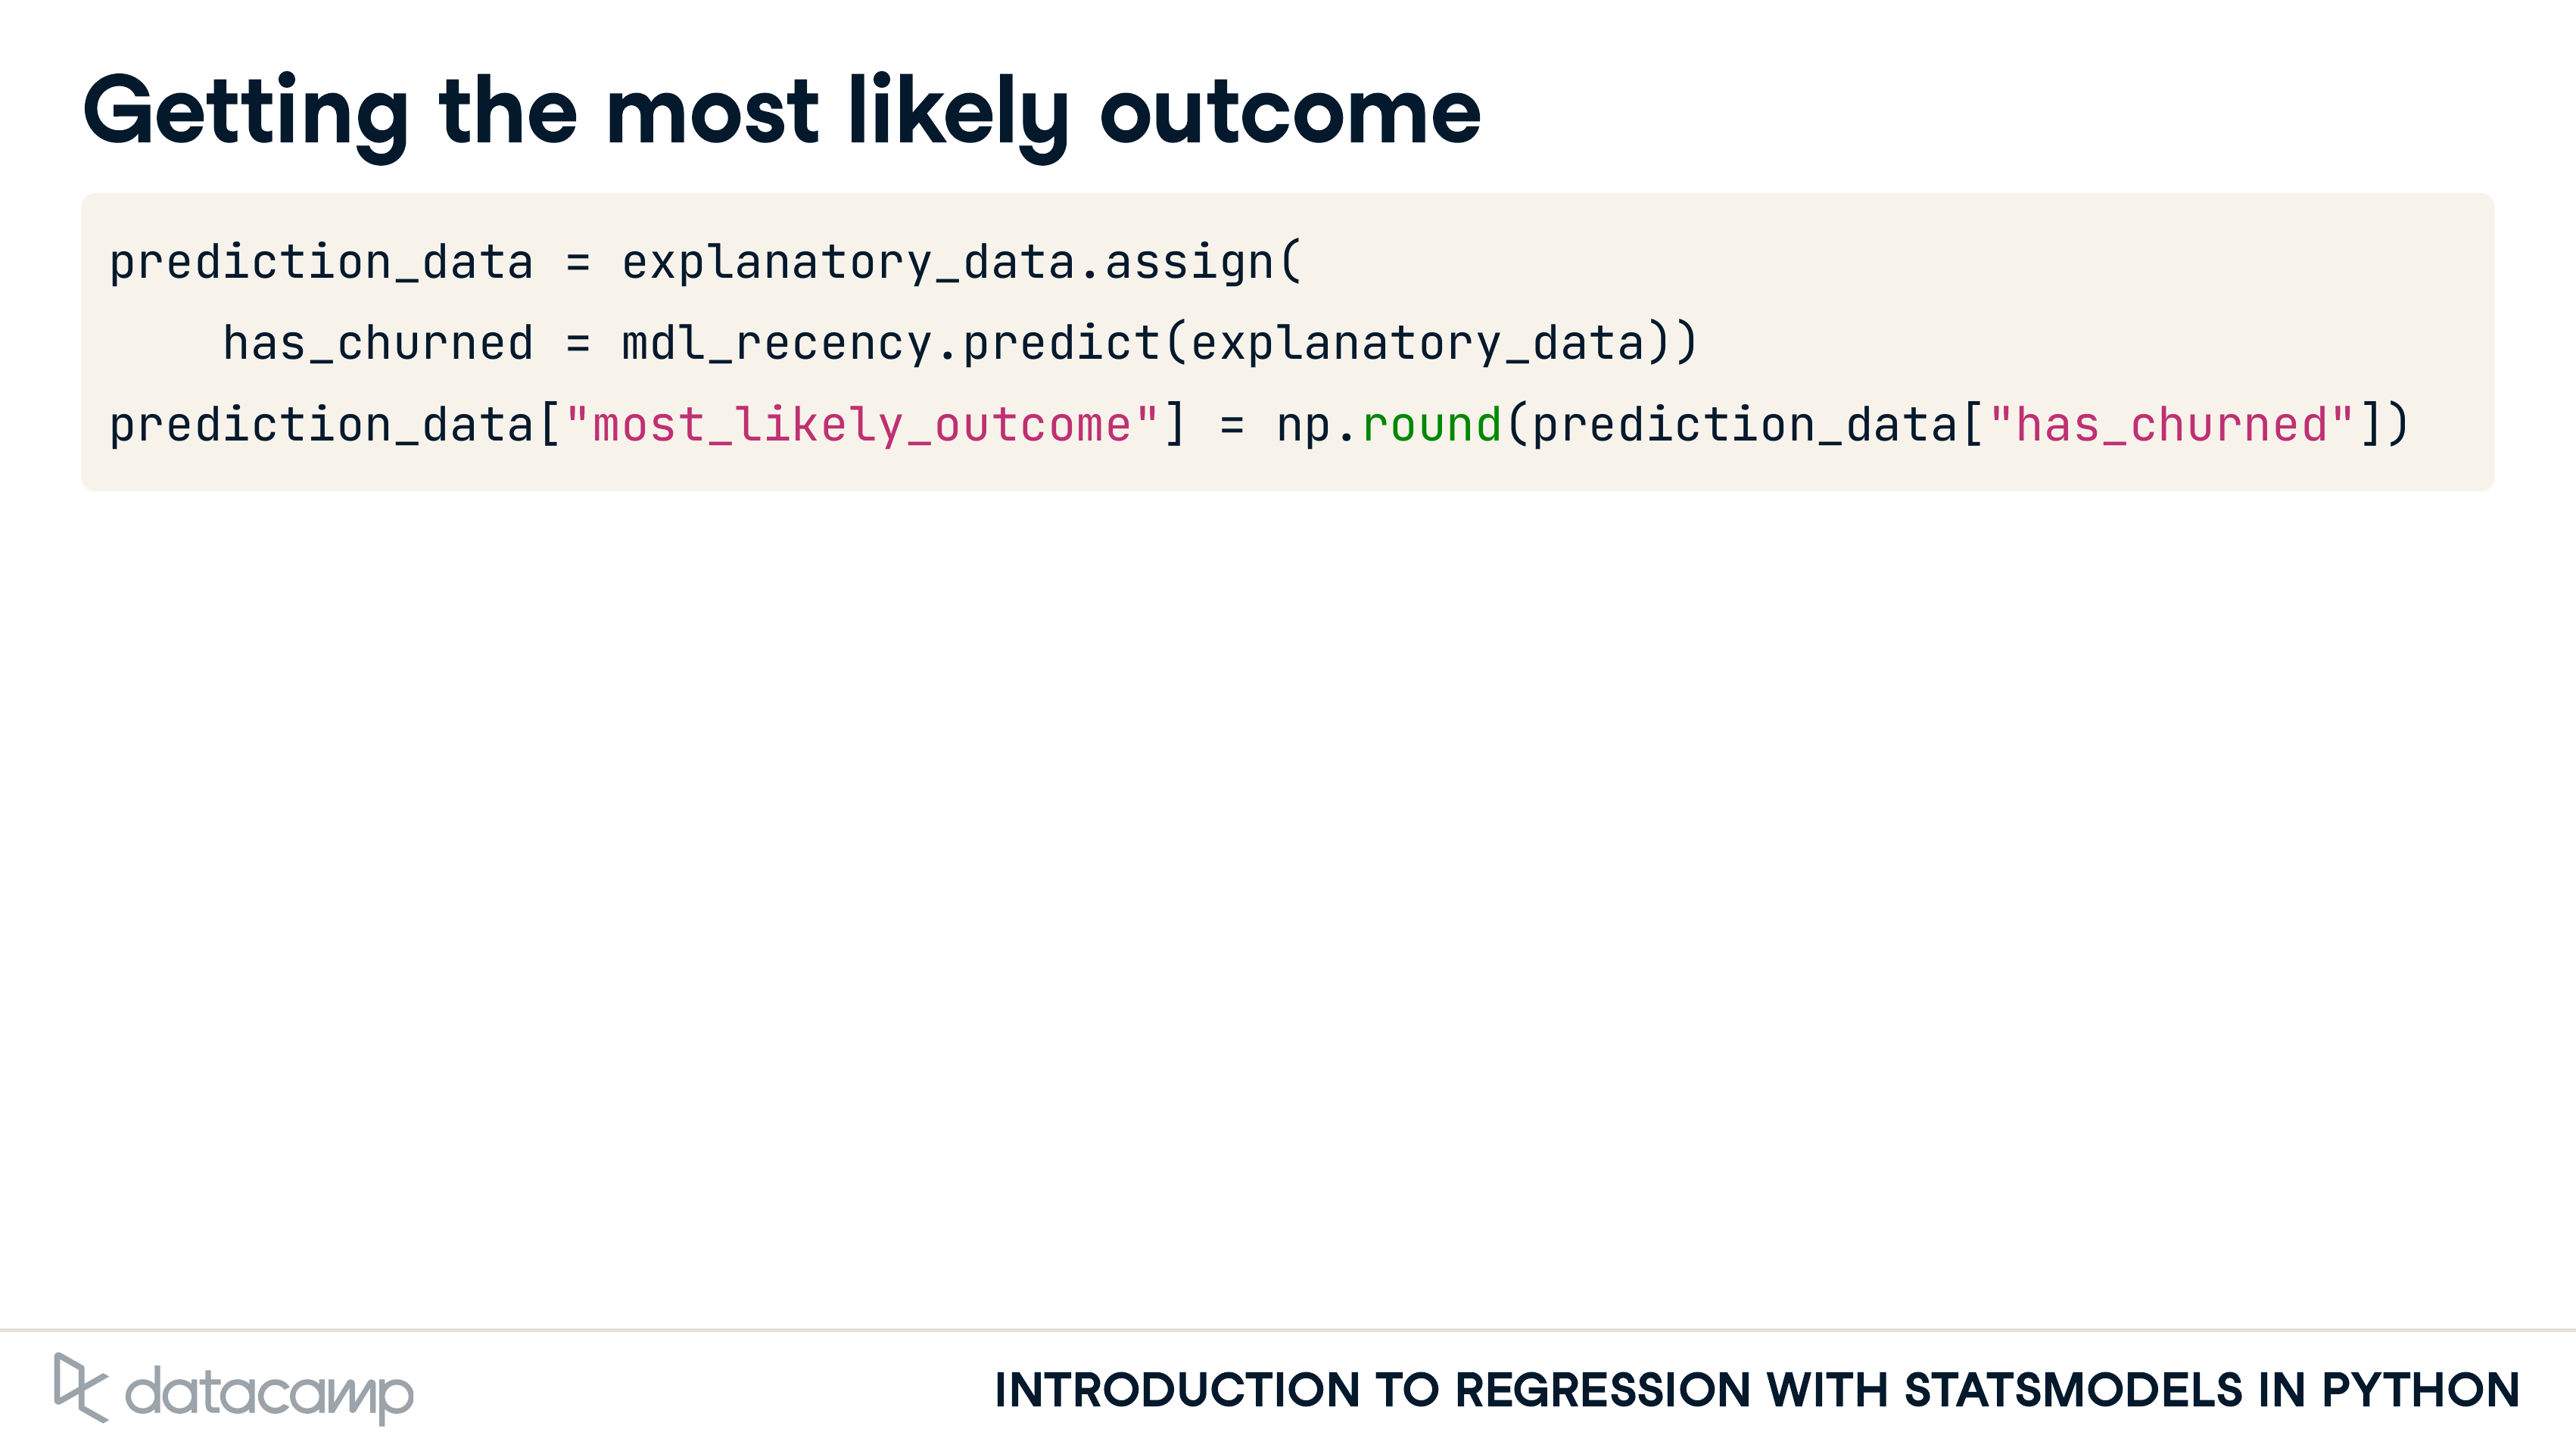 Getting the most likely outcome
prediction_data = explanatory_data.assign(
    has_churned = mdl_recency.predict(explanatory_data))
prediction_data["most_likely_outcome"] = np.round(prediction_data["has_churned"])
datacamp
INTRODUCTION TO REGRESSION WITH STATSMODELS IN PYTHON